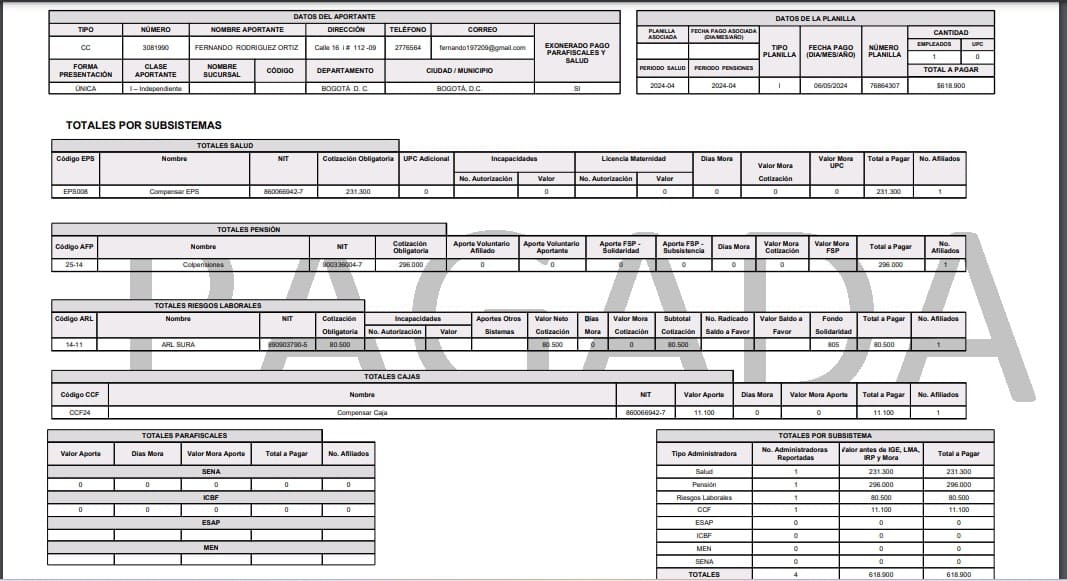 DATOS DEL APORTANTE
TIPO NÚMERO NOMBRE APORTANTE DIRECCIÓN TELÉFONO CORREO EXONERADO PAGO PARAFISCALES Y SALUD
CC 3081990 FERNANDO RODRIGUEZ ORTIZ Calle 16 I # 112 -09 2776564 fernando197209@gmail.com
FORMA PRESENTACIÓN CLASE APORTANTE NOMBRE SUCURSAL CÓDIGO DEPARTAMENTO CIUDAD / MUNICIPIO
ÚNICA I – Independiente BOGOTÁ D. C. BOGOTÁ, D.C. SI
DATOS DE LA PLANILLA
PLANILLA ASOCIADA FECHA PAGO ASOCIADA (DIA/MES/AÑO) TIPO PLANILLA FECHA PAGO (DIA/MES/AÑO) NÚMERO PLANILLA CANTIDAD
EMPLEADOS UPC
1 0
PERIODO SALUD PERIODO PENSIONES TOTAL A PAGAR
2024-04 2024-04 I 06/05/2024 76864307 $618.900
TOTALES POR SUBSISTEMAS
TOTALES SALUD
Código EPS Nombre NIT Cotización Obligatoria UPC Adicional Incapacidades Licencia Maternidad Dias Mora Valor Mora Cotización Valor Mora UPC Total a Pagar No. Afiliados
No. Autorización Valor No. Autorización Valor
EPS008 Compensar EPS 860066942-7 231.300 0 0 0 0 0 0 231.300 1
TOTALES PENSIÓN
Código AFP Nombre NIT Cotización Obligatoria Aporte Voluntario Afiliado Aporte Voluntario Aportante Aporte FSP - Solidaridad Aporte FSP - Subsistencia Dias Mora Valor Mora Cotización Valor Mora FSP Total a Pagar No. Afiliados
25-14 Colpensiones 900336004-7 296.000 0 0 0 0 0 0 296.000 1
PAGADA
TOTALES RIESGOS LABORALES
Código ARL Nombre NIT Cotización Obligatoria Incapacidades Aportes Otros Sistemas Valor Neto Cotización Días Mora Valor Mora Cotización Subtotal Cotización No. Radicado Saldo a Favor Valor Saldo a Favor Fondo Solidaridad Total a Pagar No. Afiliados
No. Autorización Valor
14-11 ARL SURA 890903790-5 80.500 80.500 0 0 80.500 805 80.500 1
TOTALES CAJAS
Código CCF Nombre NIT Valor Aporte Dias Mora Valor Mora Aporte Total a Pagar No. Afiliados
CCF24 Compensar Caja 860066942-7 11.100 0 0 11.100 1
TOTALES PARAFISCALES
Valor Aporte Dias Mora Valor Mora Aporte Total a Pagar No. Afiliados
SENA
0 0 0 0 0
ICBF
0 0 0 0 0
ESAP
MEN
TOTALES POR SUBSISTEMA
Tipo Administradora No. Administradoras Reportadas Valor antes de IGE, LMA, IRP y Mora Total a Pagar
Salud 1 231.300 231.300
Pensión 1 296.000 296.000
Riesgos Laborales 1 80.500 80.500
CCF 1 11.100 11.100
ESAP 0 0 0
ICBF 0 0 0
MEN 0 0 0
SENA 0 0 0
TOTALES 4 618.900 618.900